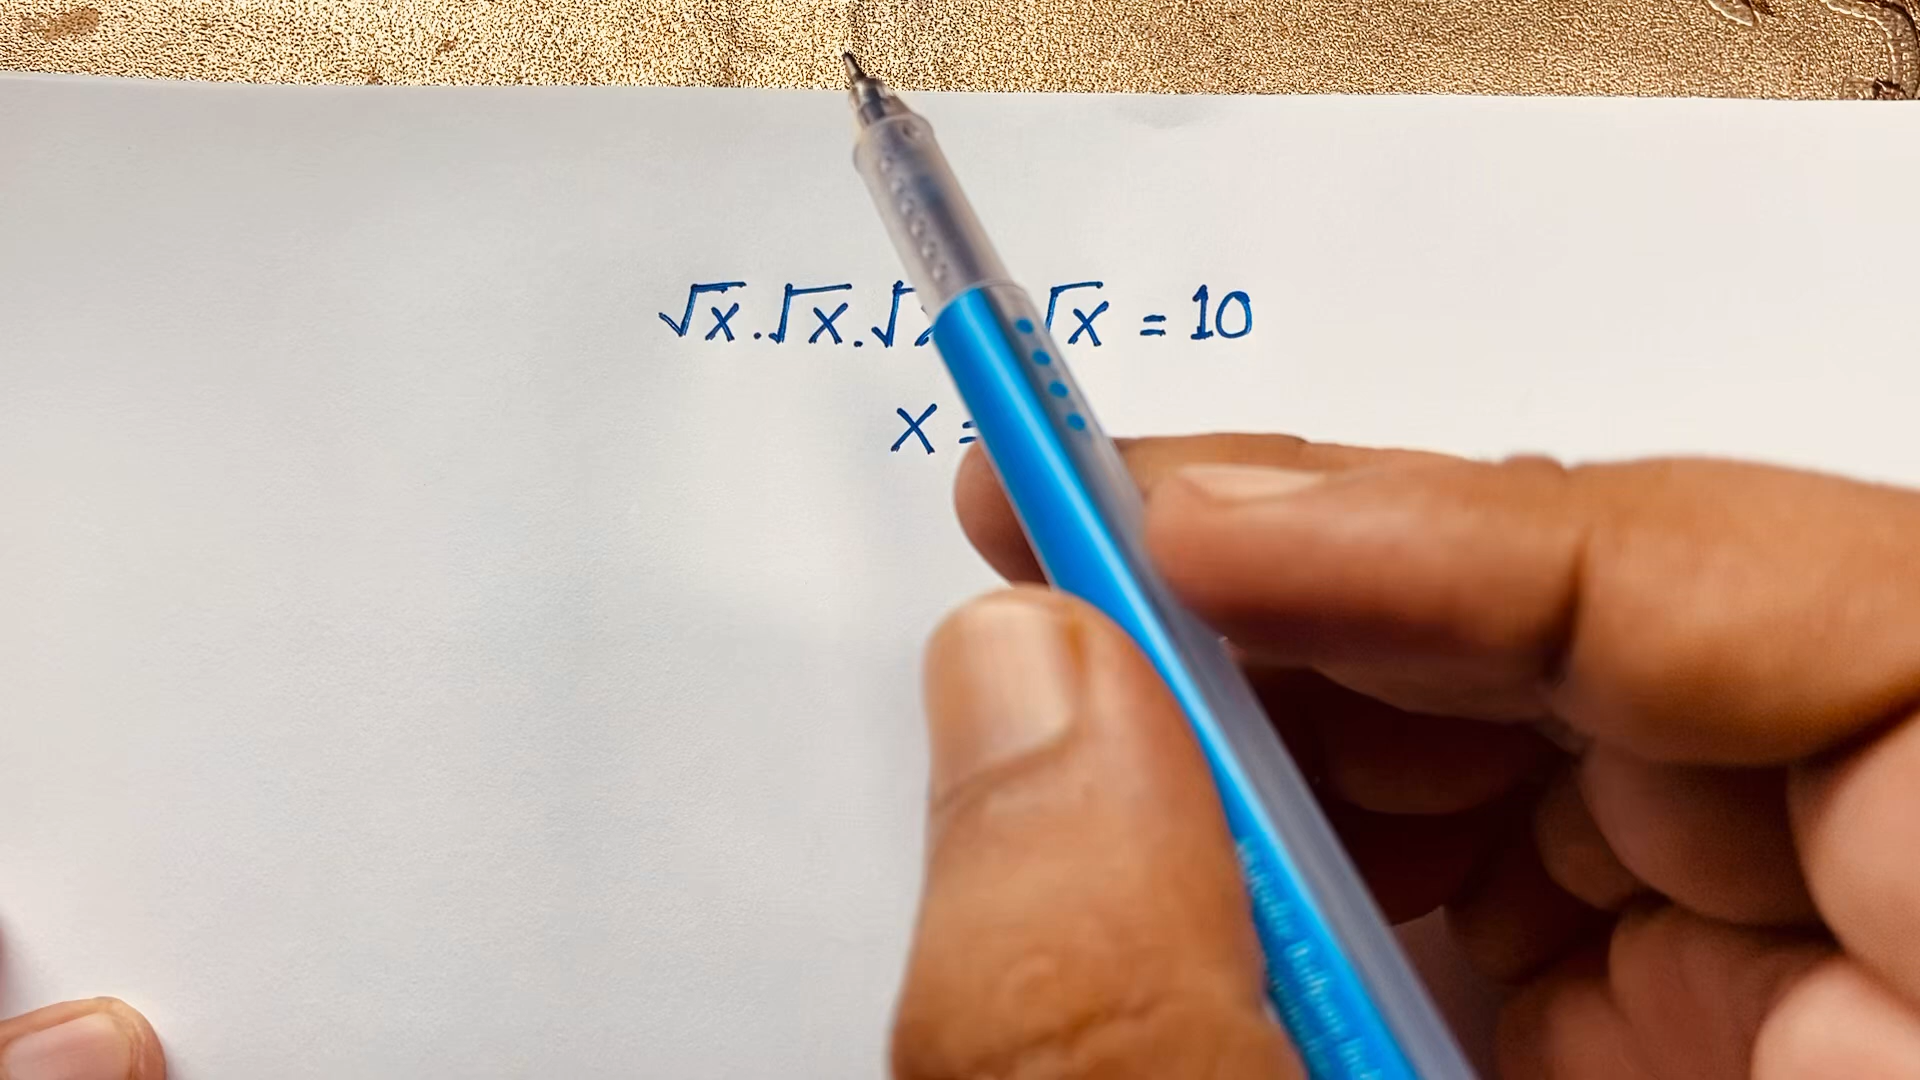 √x.√x.√ √x = 10
x =